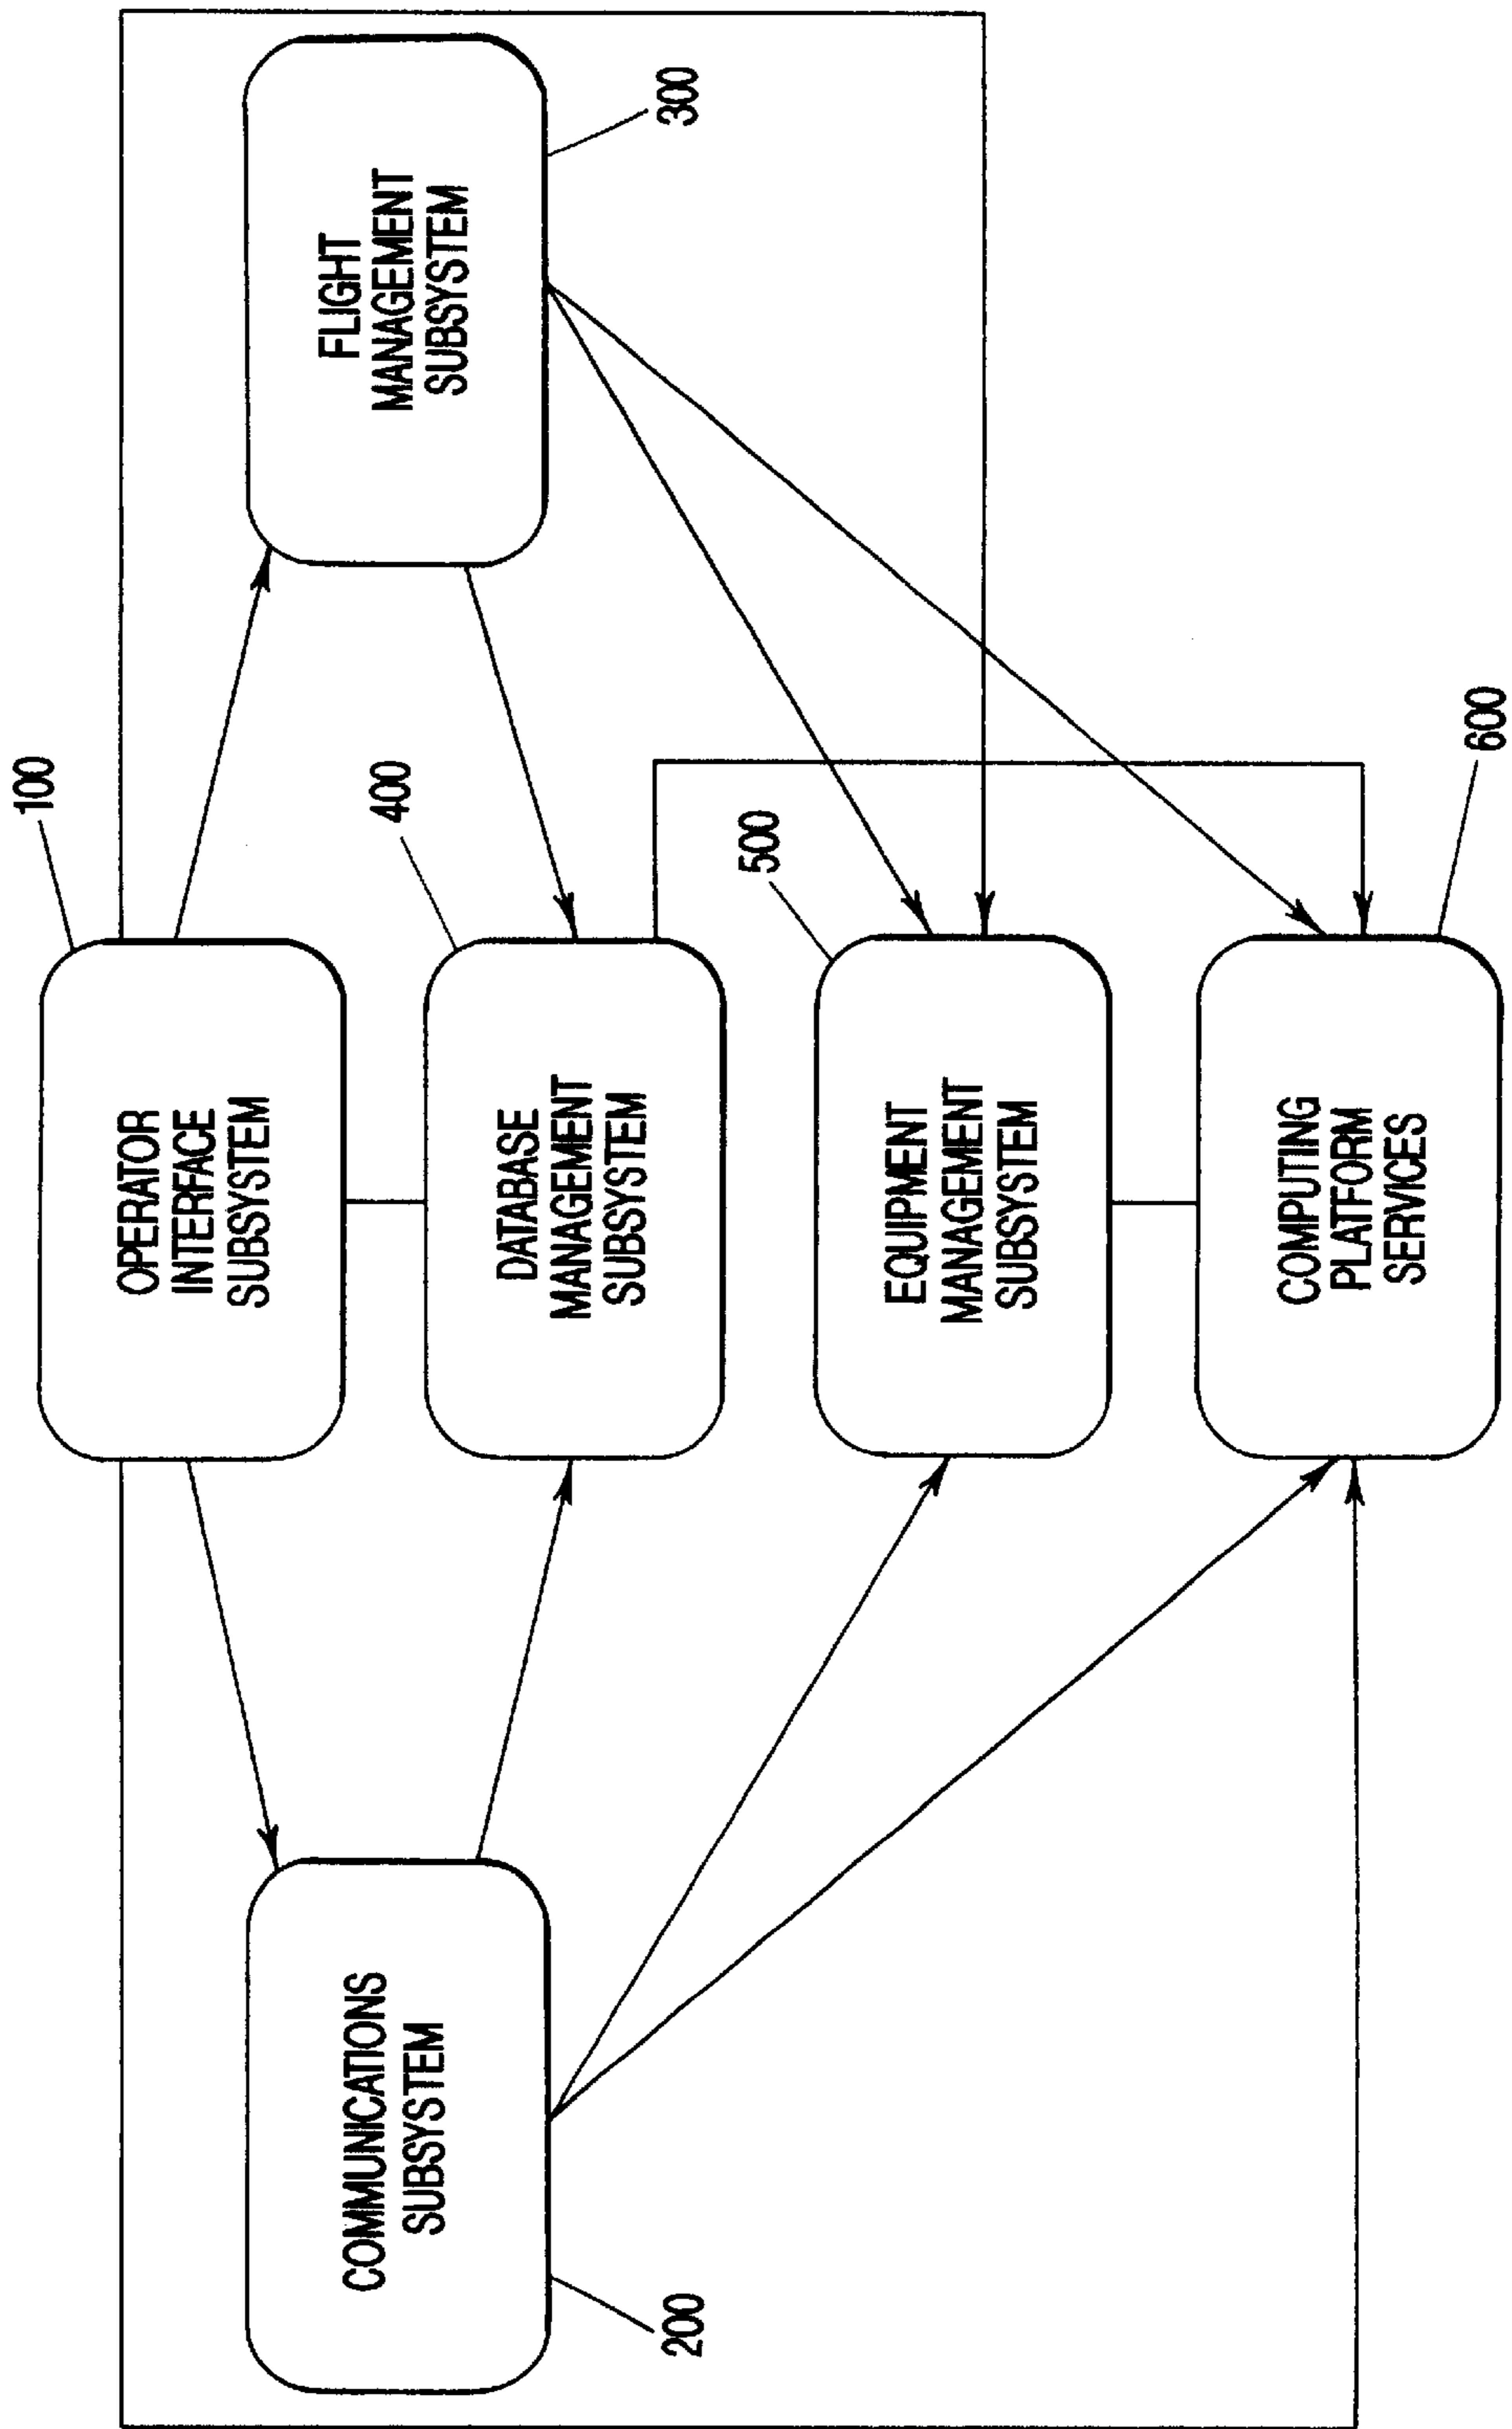 100
OPERATOR
INTERFACE
SUBSYSTEM
COMMUNICATIONS
SUBSYSTEM
200
FLIGHT
MANAGEMENT
SUBSYSTEM
300
400
DATABASE
MANAGEMENT
SUBSYSTEM
500
EQUIPMENT
MANAGEMENT
SUBSYSTEM
COMPUTING
PLATFORM
SERVICES
600